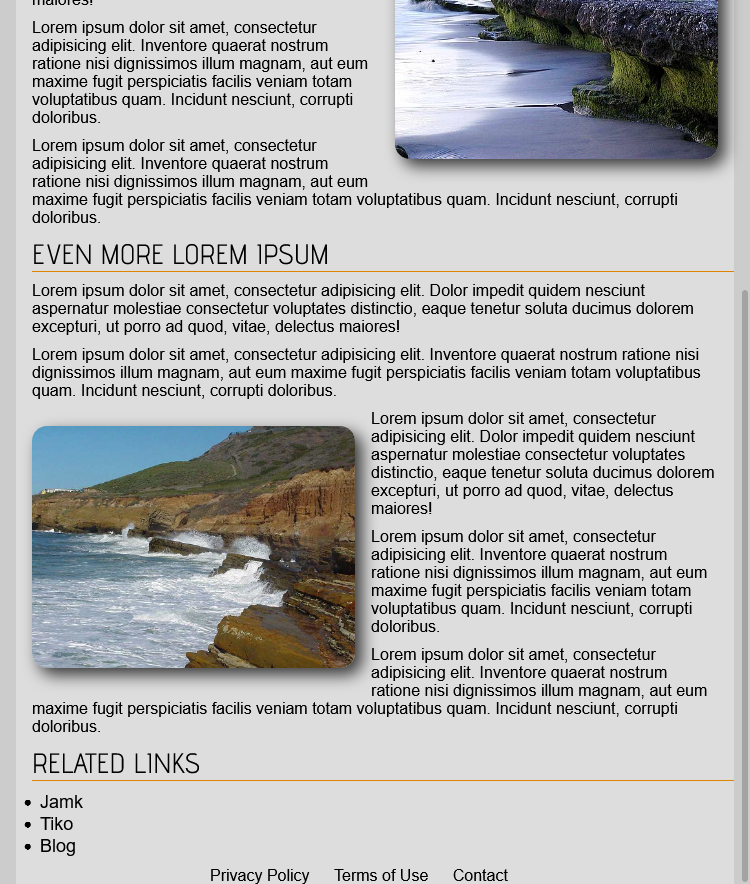 maiores!
Lorem ipsum dolor sit amet, consectetur
adipisicing elit. Inventore quaerat nostrum
ratione nisi dignissimos illum magnam, aut eum
maxime fugit perspiciatis facilis veniam totam
voluptatibus quam. Incidunt nesciunt, corrupti
doloribus.
Lorem ipsum dolor sit amet, consectetur
adipisicing elit. Inventore quaerat nostrum
ratione nisi dignissimos illum magnam, aut eum
maxime fugit perspiciatis facilis veniam totam voluptatibus quam. Incidunt nesciunt, corrupti
doloribus.
EVEN MORE LOREM IPSUM
Lorem ipsum dolor sit amet, consectetur adipisicing elit. Dolor impedit quidem nesciunt
aspernatur molestiae consectetur voluptates distinctio, eaque tenetur soluta ducimus dolorem
excepturi, ut porro ad quod, vitae, delectus maiores!
Lorem ipsum dolor sit amet, consectetur adipisicing elit. Inventore quaerat nostrum ratione nisi
dignissimos illum magnam, aut eum maxime fugit perspiciatis facilis veniam totam voluptatibus
quam. Incidunt nesciunt, corrupti doloribus.
Lorem ipsum dolor sit amet, consectetur
adipisicing elit. Dolor impedit quidem nesciunt
aspernatur molestiae consectetur voluptates
distinctio, eaque tenetur soluta ducimus dolorem
excepturi, ut porro ad quod, vitae, delectus
maiores!
Lorem ipsum dolor sit amet, consectetur
adipisicing elit. Inventore quaerat nostrum
ratione nisi dignissimos illum magnam, aut eum
maxime fugit perspiciatis facilis veniam totam
voluptatibus quam. Incidunt nesciunt, corrupti
doloribus.
Lorem ipsum dolor sit amet, consectetur
adipisicing elit. Inventore quaerat nostrum
ratione nisi dignissimos illum magnam, aut eum
maxime fugit perspiciatis facilis veniam totam voluptatibus quam. Incidunt nesciunt, corrupti
doloribus.
RELATED LINKS
• Jamk
• Tiko
• Blog
Privacy Policy Terms of Use Contact